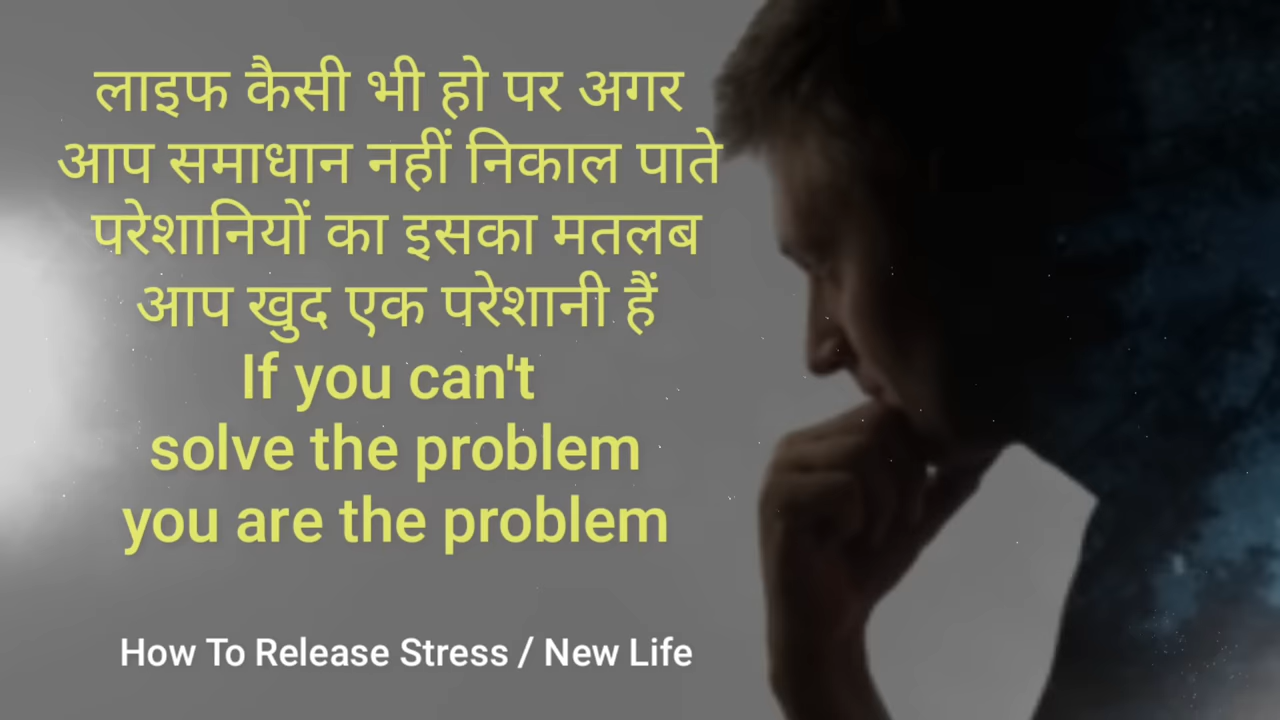 लाइफ कैसी भी हो पर अगर
आप समाधान नहीं निकाल पाते
परेशानियों का इसका मतलब
आप खुद एक परेशानी हैं
If you can't
solve the problem
you are the problem
How To Release Stress / New Life